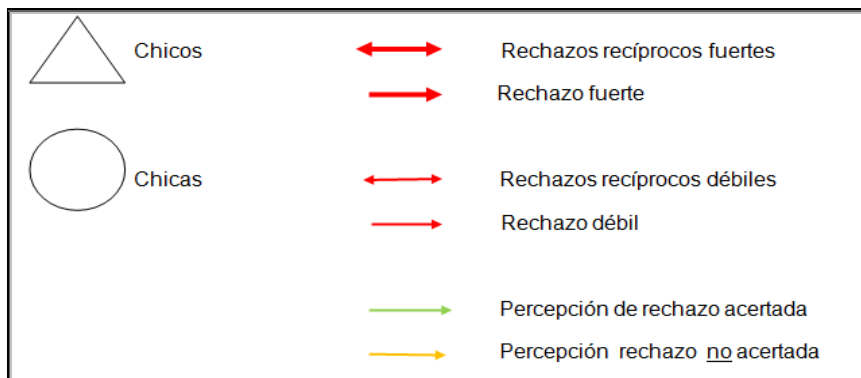 Chicos
Rechazos recíprocos fuertes
Rechazo fuerte
Chicas
Rechazos recíprocos débiles
Rechazo débil
Percepción de rechazo acertada
Percepción rechazo no acertada